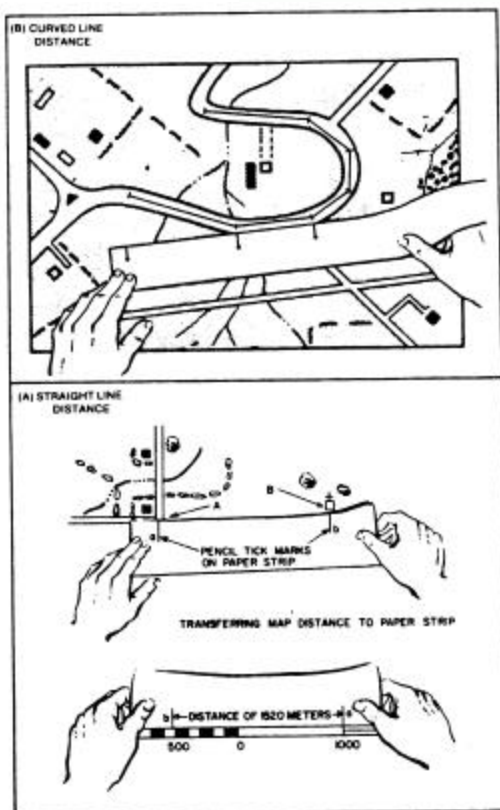 (B) CURVED LINE
DISTANCE
(A) STRAIGHT LINE
DISTANCE
A
B
a
b
PENCIL TICK MARKS
ON PAPER STRIP
TRANSFERRING MAP DISTANCE TO PAPER STRIP
b DISTANCE OF 1520 METERS a
500 0 1000